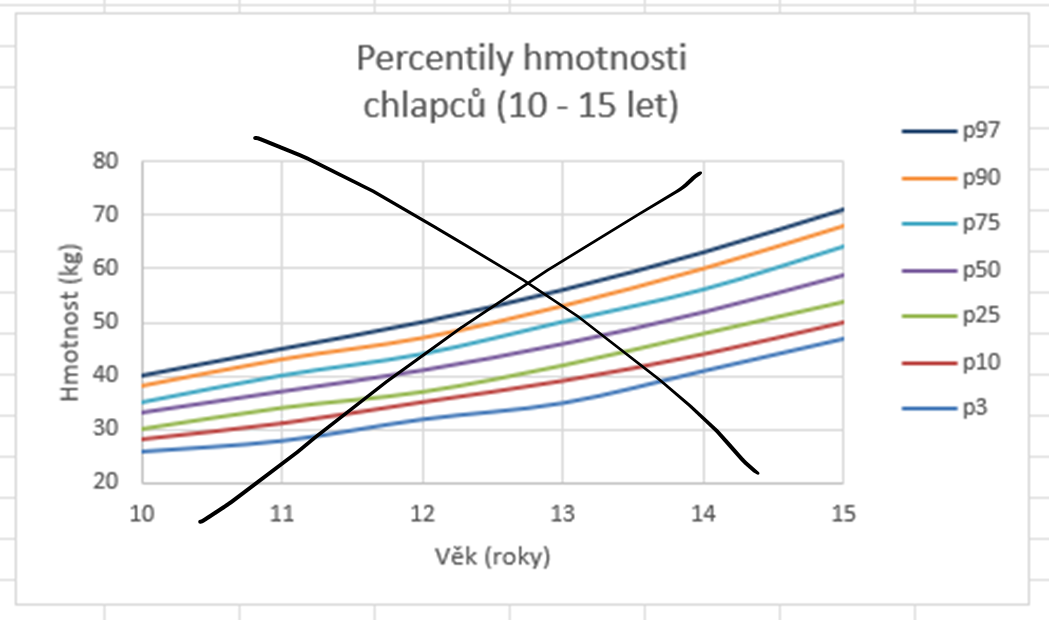 Percentily hmotnosti
chlapců (10 - 15 let)
p97
p90
p75
p50
p25
p10
p3
Hmotnost (kg)
80
70
60
50
40
30
20
10 11 12 13 14 15
Věk (roky)